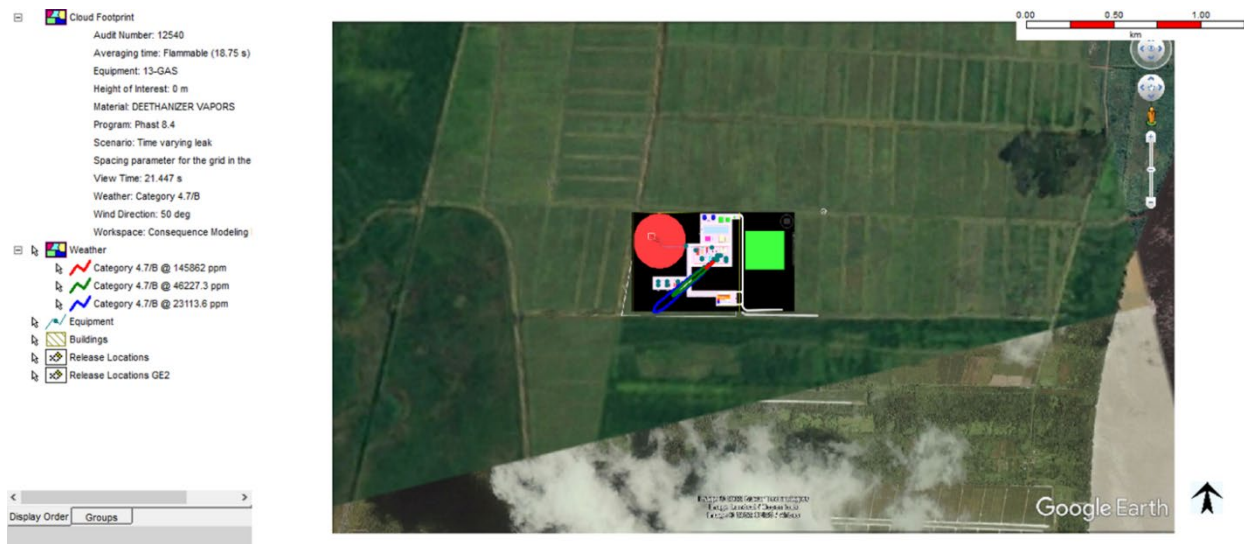 Cloud Footprint
Audit Number: 12540
Averaging time: Flammable (18.75 s)
Equipment: 13-GAS
Height of Interest: 0 m
Material: DEETHANIZER VAPORS
Program: Phast 8.4
Scenario: Time varying leak
Spacing parameter for the grid in the
View Time: 21.447 s
Weather: Category 4.7/B
Wind Direction: 50 deg
Workspace: Consequence Modeling
Weather
Category 4.7/B @ 145862 ppm
Category 4.7/B @ 46227.3 ppm
Category 4.7/B @ 23113.6 ppm
Equipment
Buildings
Release Locations
Release Locations GE2
Display Order Groups
0.00 0.50 1.00
km
Google Earth